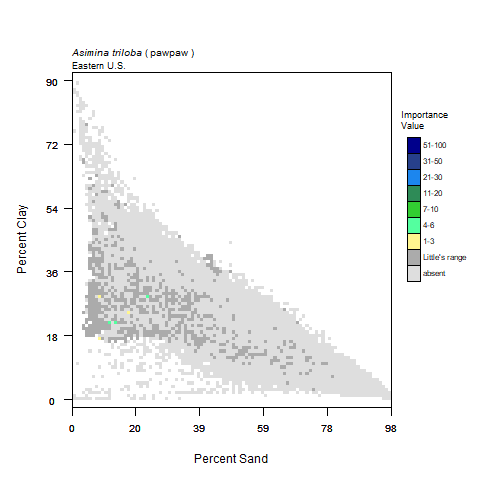 Asimina triloba ( pawpaw )
Eastern U.S.
Importance
Value
51-100
31-50
21-30
11-20
7-10
4-6
1-3
Little's range
absent
Percent Clay
90
72
54
36
18
0
0
20
39
59
78
98
Percent Sand